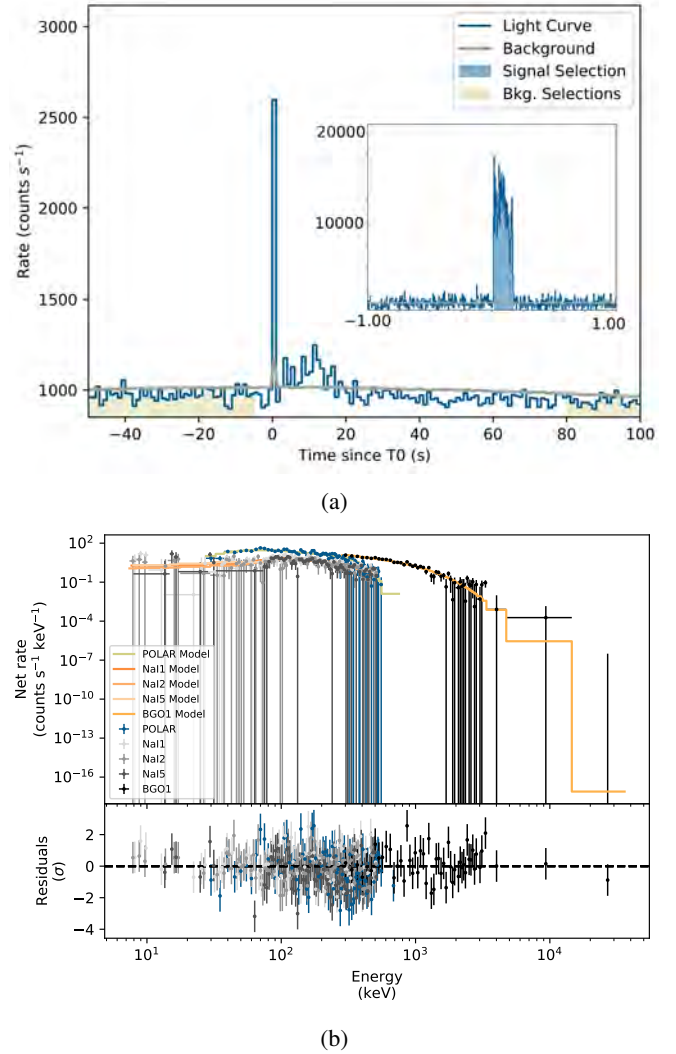 3000
2500
2000
1500
1000
Rate (counts s⁻¹)
Light Curve
Background
Signal Selection
Bkg. Selections
20000
10000
−1.00
1.00
−40
−20
0
20
40
60
80
100
Time since T0 (s)
(a)
10²
10⁻¹
10⁻⁴
10⁻⁷
10⁻¹⁰
10⁻¹³
10⁻¹⁶
Net rate
(counts s⁻¹ keV⁻¹)
POLAR Model
NaI1 Model
NaI2 Model
NaI5 Model
BGO1 Model
POLAR
NaI1
NaI2
NaI5
BGO1
2
0
−2
−4
Residuals
(σ)
10¹
10²
10³
10⁴
Energy
(keV)
(b)